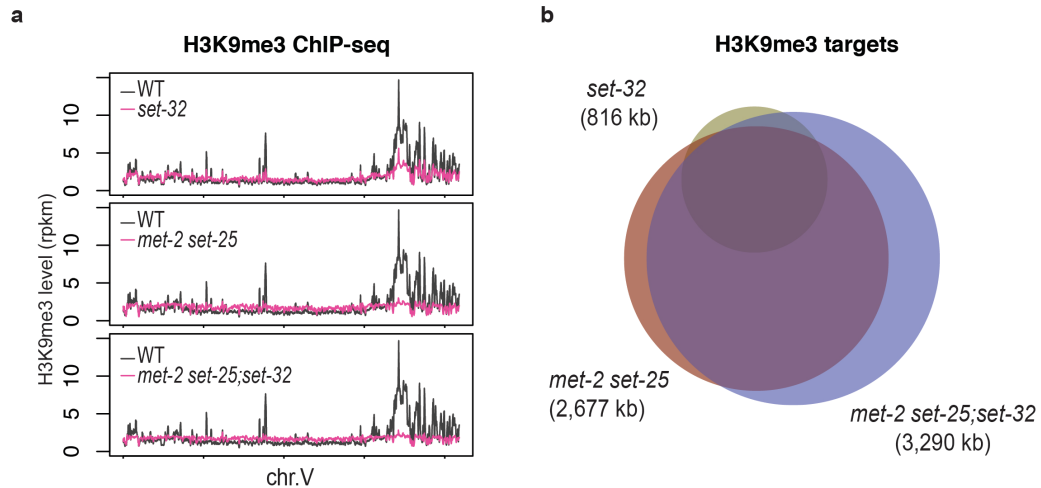 a
H3K9me3 ChIP-seq
H3K9me3 level (rpkm)
WT
set-32
10
5
0
WT
met-2 set-25
10
5
0
WT
met-2 set-25;set-32
10
5
0
chr.V
b
H3K9me3 targets
set-32
(816 kb)
met-2 set-25
(2,677 kb)
met-2 set-25;set-32
(3,290 kb)